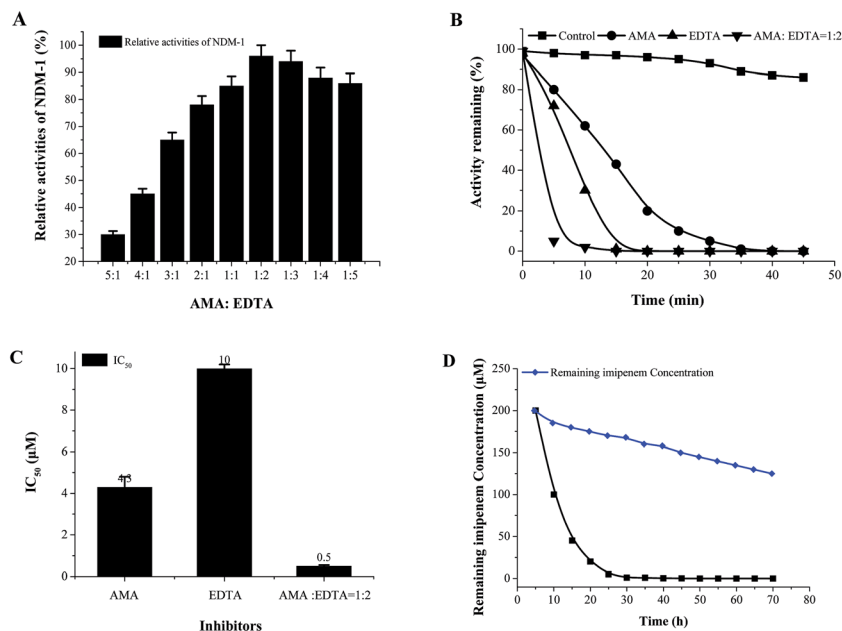 A
Relative activities of NDM-1
Relative activities of NDM-1 (%)
100
90
80
70
60
50
40
30
20
5:1 4:1 3:1 2:1 1:1 1:2 1:3 1:4 1:5
AMA: EDTA
B
Control AMA EDTA AMA: EDTA=1:2
Activity remaining (%)
100
80
60
40
20
0
0 10 20 30 40 50
Time (min)
C
IC50
IC50 (μM)
10
8
6
4
2
0
4.3
10
0.5
AMA EDTA AMA :EDTA=1:2
Inhibitors
D
Remaining imipenem Concentration
Remaining imipenem Concentration (μM)
250
200
150
100
50
0
0 10 20 30 40 50 60 70 80
Time (h)